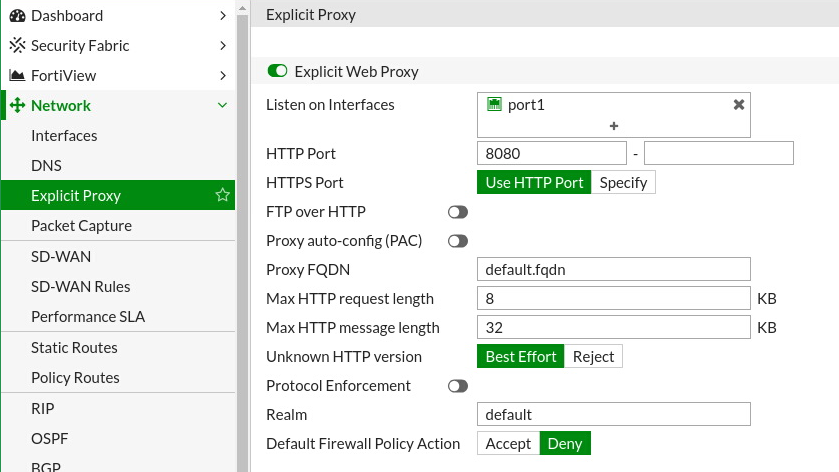 Dashboard
Security Fabric
FortiView
Network
Interfaces
DNS
Explicit Proxy
Packet Capture
SD-WAN
SD-WAN Rules
Performance SLA
Static Routes
Policy Routes
RIP
OSPF
BGP
Explicit Proxy
Explicit Web Proxy
Listen on Interfaces port1
HTTP Port 8080 -
HTTPS Port Use HTTP Port Specify
FTP over HTTP
Proxy auto-config (PAC)
Proxy FQDN default.fqdn
Max HTTP request length 8 KB
Max HTTP message length 32 KB
Unknown HTTP version Best Effort Reject
Protocol Enforcement
Realm default
Default Firewall Policy Action Accept Deny